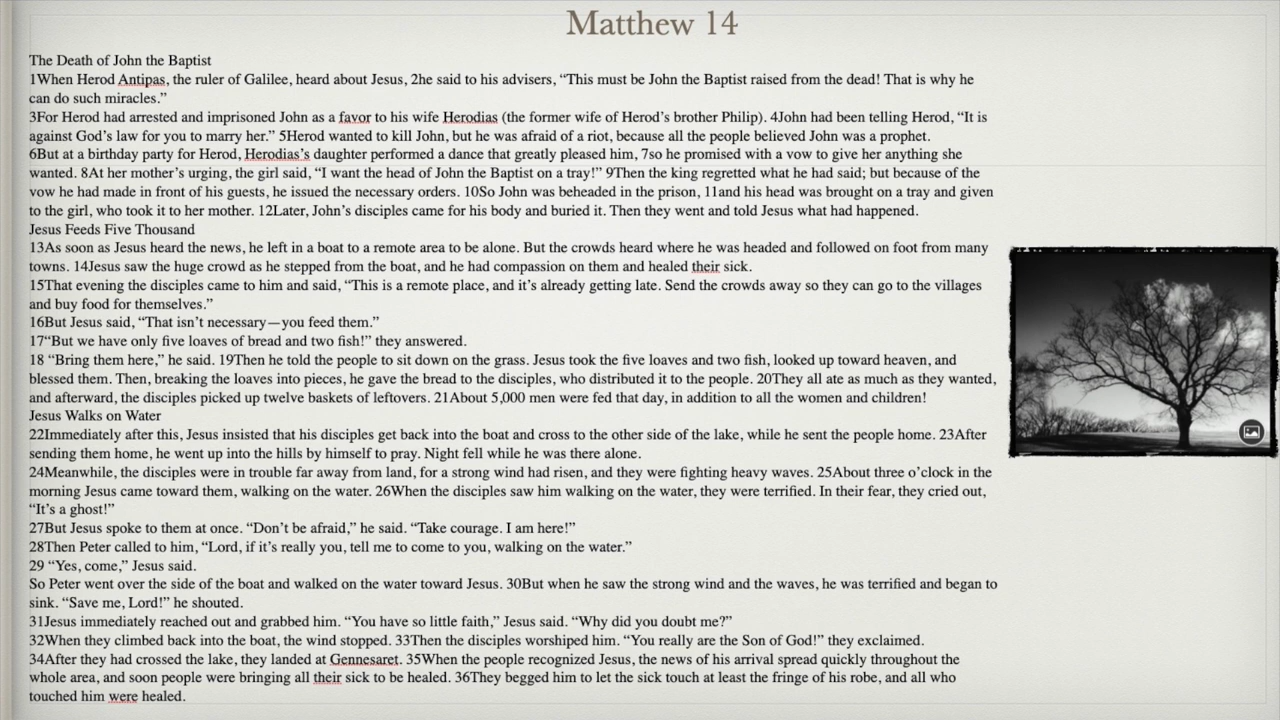 Matthew 14
The Death of John the Baptist
1When Herod Antipas, the ruler of Galilee, heard about Jesus, 2he said to his advisers, “This must be John the Baptist raised from the dead! That is why he
can do such miracles.”
3For Herod had arrested and imprisoned John as a favor to his wife Herodias (the former wife of Herod’s brother Philip). 4John had been telling Herod, “It is
against God’s law for you to marry her.” 5Herod wanted to kill John, but he was afraid of a riot, because all the people believed John was a prophet.
6But at a birthday party for Herod, Herodias’s daughter performed a dance that greatly pleased him, 7so he promised with a vow to give her anything she
wanted. 8At her mother’s urging, the girl said, “I want the head of John the Baptist on a tray!” 9Then the king regretted what he had said; but because of the
vow he had made in front of his guests, he issued the necessary orders. 10So John was beheaded in the prison, 11and his head was brought on a tray and given
to the girl, who took it to her mother. 12Later, John’s disciples came for his body and buried it. Then they went and told Jesus what had happened.
Jesus Feeds Five Thousand
13As soon as Jesus heard the news, he left in a boat to a remote area to be alone. But the crowds heard where he was headed and followed on foot from many
towns. 14Jesus saw the huge crowd as he stepped from the boat, and he had compassion on them and healed their sick.
15That evening the disciples came to him and said, “This is a remote place, and it’s already getting late. Send the crowds away so they can go to the villages
and buy food for themselves.”
16But Jesus said, “That isn’t necessary—you feed them.”
17“But we have only five loaves of bread and two fish!” they answered.
18 “Bring them here,” he said. 19Then he told the people to sit down on the grass. Jesus took the five loaves and two fish, looked up toward heaven, and
blessed them. Then, breaking the loaves into pieces, he gave the bread to the disciples, who distributed it to the people. 20They all ate as much as they wanted,
and afterward, the disciples picked up twelve baskets of leftovers. 21About 5,000 men were fed that day, in addition to all the women and children!
Jesus Walks on Water
22Immediately after this, Jesus insisted that his disciples get back into the boat and cross to the other side of the lake, while he sent the people home. 23After
sending them home, he went up into the hills by himself to pray. Night fell while he was there alone.
24Meanwhile, the disciples were in trouble far away from land, for a strong wind had risen, and they were fighting heavy waves. 25About three o’clock in the
morning Jesus came toward them, walking on the water. 26When the disciples saw him walking on the water, they were terrified. In their fear, they cried out,
“It’s a ghost!”
27But Jesus spoke to them at once. “Don’t be afraid,” he said. “Take courage. I am here!”
28Then Peter called to him, “Lord, if it’s really you, tell me to come to you, walking on the water.”
29 “Yes, come,” Jesus said.
So Peter went over the side of the boat and walked on the water toward Jesus. 30But when he saw the strong wind and the waves, he was terrified and began to
sink. “Save me, Lord!” he shouted.
31Jesus immediately reached out and grabbed him. “You have so little faith,” Jesus said. “Why did you doubt me?”
32When they climbed back into the boat, the wind stopped. 33Then the disciples worshiped him. “You really are the Son of God!” they exclaimed.
34After they had crossed the lake, they landed at Gennesaret. 35When the people recognized Jesus, the news of his arrival spread quickly throughout the
whole area, and soon people were bringing all their sick to be healed. 36They begged him to let the sick touch at least the fringe of his robe, and all who
touched him were healed.